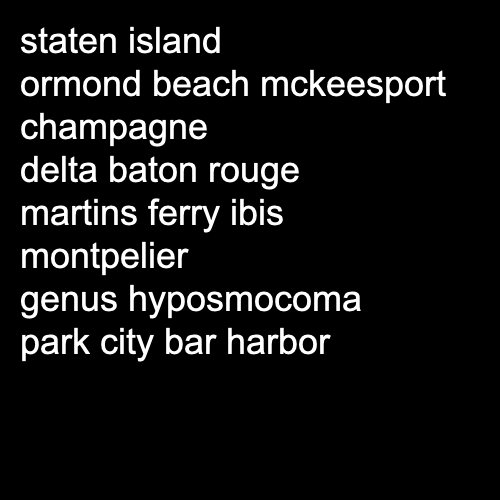 staten island
ormond beach mckeesport
champagne
delta baton rouge
martins ferry ibis
montpelier
genus hyposmocoma
park city bar harbor